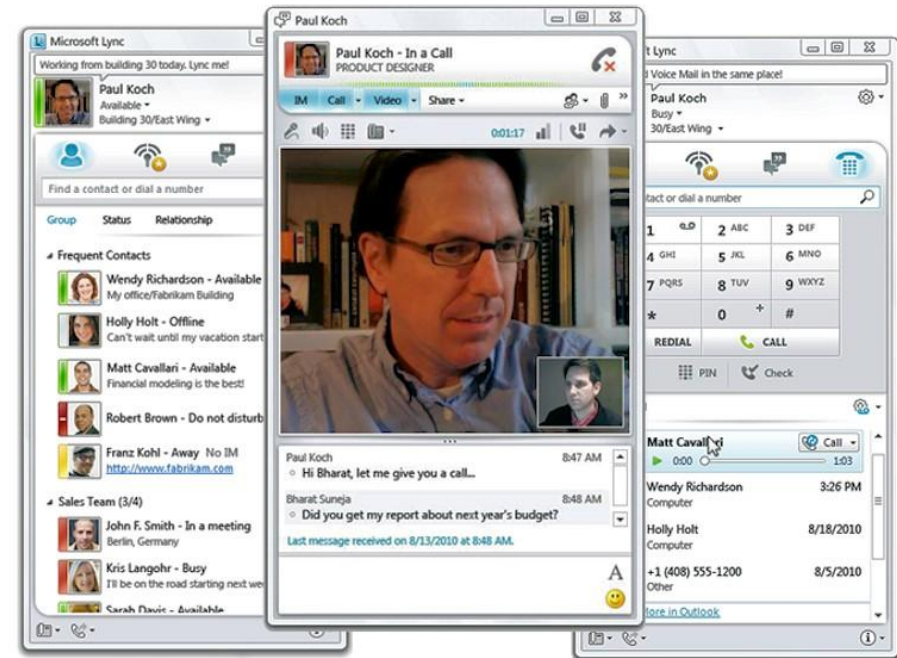 Microsoft Lync
Working from building 30 today. Lync me!
Paul Koch
Available
Building 30/East Wing
Find a contact or dial a number
Group Status Relationship
Frequent Contacts
Wendy Richardson - Available
My office/Fabrikam Building
Holly Holt - Offline
Can't wait until my vacation start
Matt Cavallari - Available
Financial modeling is the best!
Robert Brown - Do not disturb
Franz Kohl - Away No IM
http://www.fabrikam.com
Sales Team (3/4)
John F. Smith - In a meeting
Berlin, Germany
Kris Langohr - Busy
I'll be on the road starting next we
Sarah Davis - Available
Paul Koch
Paul Koch - In a Call
PRODUCT DESIGNER
IM Call Video Share
0:01:17
Paul Koch 8:47 AM
Hi Bharat, let me give you a call...
Bharat Suneja 8:48 AM
Did you get my report about next year's budget?
Last message received on 8/13/2010 at 8:48 AM.
A
t Lync
Voice Mail in the same place!
Paul Koch
Busy
30/East Wing
tact or dial a number
1 2 ABC 3 DEF
4 GHI 5 JKL 6 MNO
7 PQRS 8 TUV 9 WXYZ
* 0 + #
REDIAL CALL
PIN Check
Matt Cavallari Call
0:00 1:03
Wendy Richardson 3:26 PM
Computer
Holly Holt 8/18/2010
Computer
+1 (408) 555-1200 8/5/2010
Other
More in Outlook